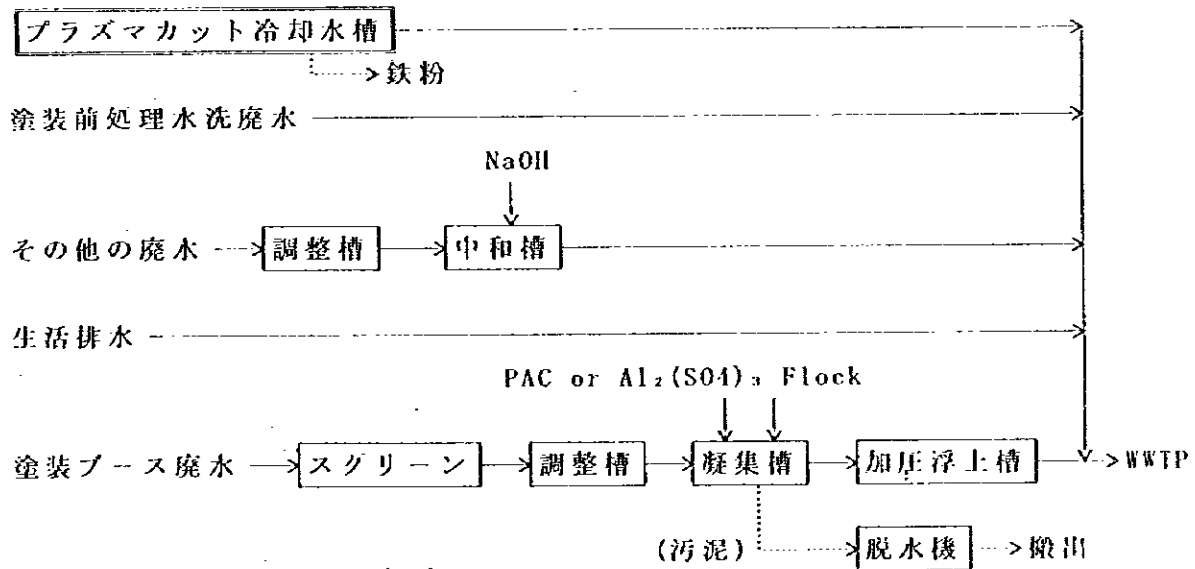 プラズマカット冷却水槽
鉄粉
塗装前処理水洗廃水
NaOH
その他の廃水 調整槽 中和槽
生活排水
PAC or Al₂(SO4)₃ Flock
塗装ブース廃水 スクリーン 調整槽 凝集槽 加圧浮上槽 WWTP
(汚泥) 脱水機 搬出